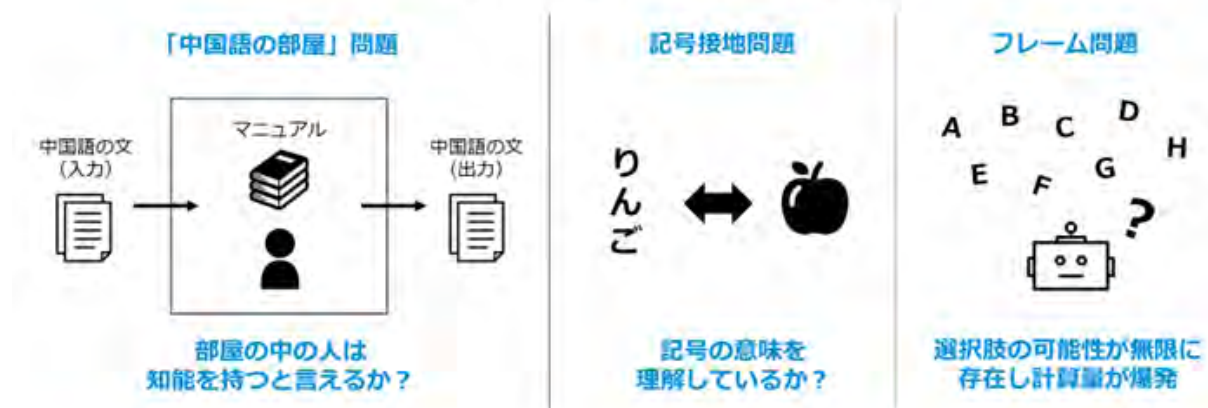 「中国語の部屋」問題
中国語の文
(入力)
マニュアル
中国語の文
(出力)
部屋の中の人は
知能を持つと言えるか？
記号接地問題
りんご
記号の意味を
理解しているか？
フレーム問題
A B C D
H
E F G
?
選択肢の可能性が無限に
存在し計算量が爆発